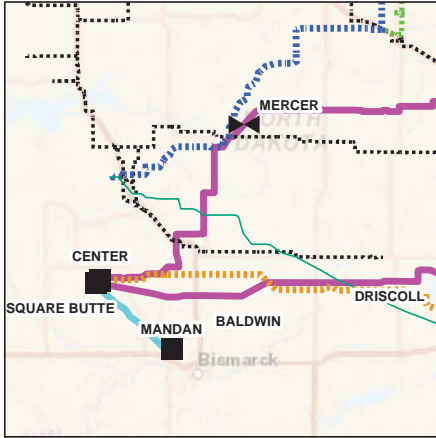 MERCER
NORTH
DAKOTA
CENTER
SQUARE BUTTE
DRISCOLL
BALDWIN
MANDAN
Bismarck